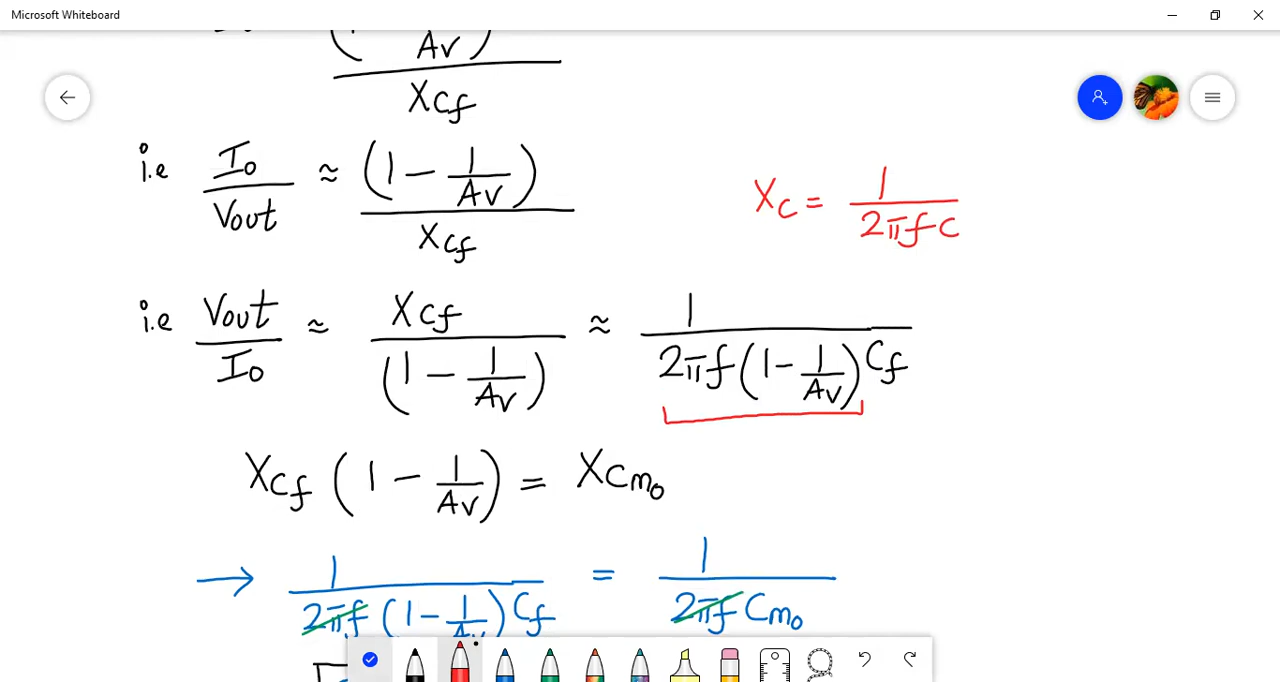 Microsoft Whiteboard
(1 - 1/Av) / XCf
i.e Io/Vout ≈ (1 - 1/Av) / XCf
XC = 1 / 2πfC
i.e Vout/Io ≈ XCf / (1 - 1/Av) ≈ 1 / 2πf(1 - 1/Av)Cf
XCf (1 - 1/Av) = XCmo
→ 1 / 2πf(1 - 1/Av)Cf = 1 / 2πf Cmo